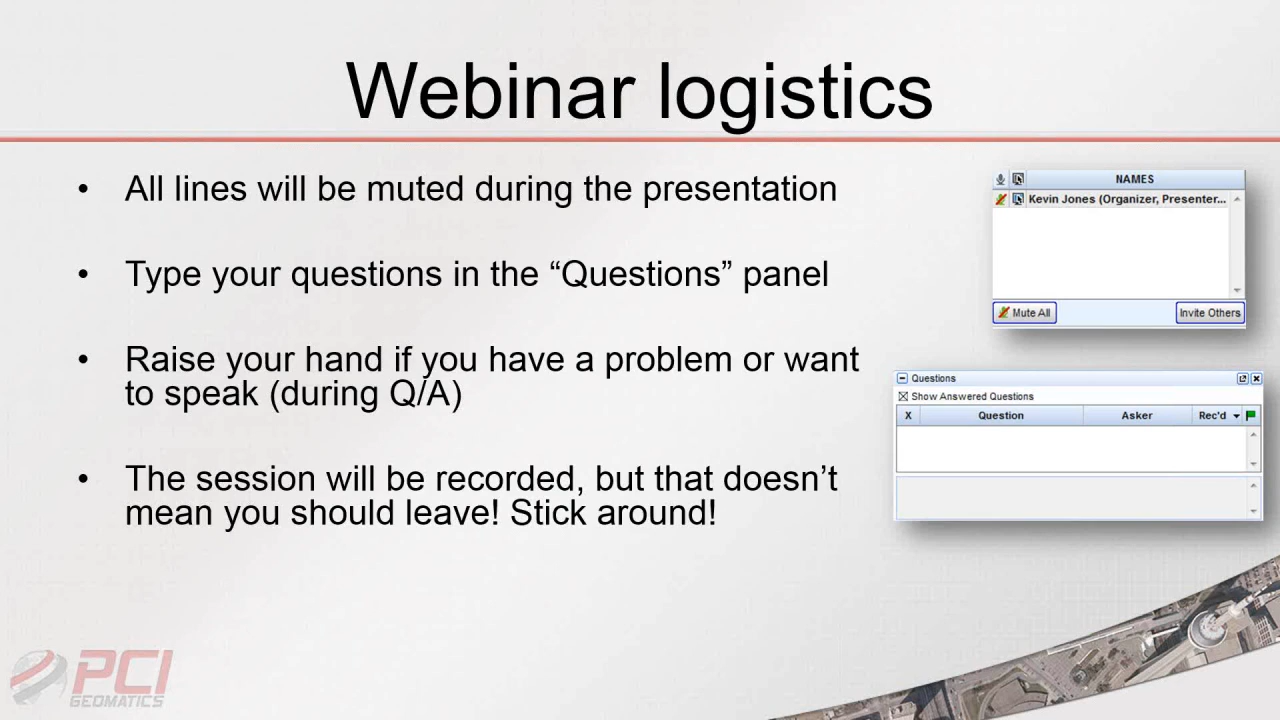 Webinar logistics
• All lines will be muted during the presentation
• Type your questions in the “Questions” panel
• Raise your hand if you have a problem or want
to speak (during Q/A)
• The session will be recorded, but that doesn’t
mean you should leave! Stick around!
NAMES
Kevin Jones (Organizer, Presenter...
Mute All
Invite Others
Questions
Show Answered Questions
X Question Asker Rec'd
PCI
GEOMATICS